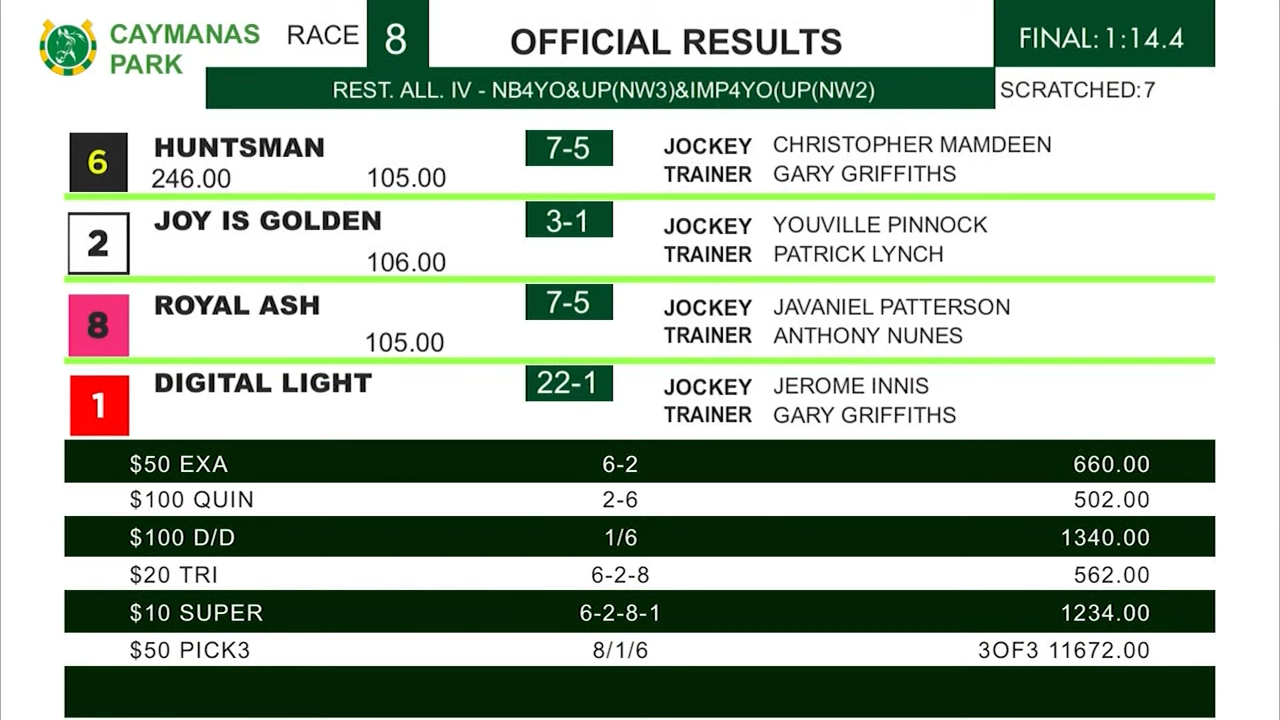 CAYMANAS PARK RACE 8 OFFICIAL RESULTS FINAL: 1:14.4
REST. ALL. IV - NB4YO&UP(NW3)&IMP4YO(UP(NW2) SCRATCHED:7
6 HUNTSMAN 7-5 JOCKEY CHRISTOPHER MAMDEEN
246.00 105.00 TRAINER GARY GRIFFITHS
2 JOY IS GOLDEN 3-1 JOCKEY YOUVILLE PINNOCK
106.00 TRAINER PATRICK LYNCH
8 ROYAL ASH 7-5 JOCKEY JAVANIEL PATTERSON
105.00 TRAINER ANTHONY NUNES
1 DIGITAL LIGHT 22-1 JOCKEY JEROME INNIS
TRAINER GARY GRIFFITHS
$50 EXA 6-2 660.00
$100 QUIN 2-6 502.00
$100 D/D 1/6 1340.00
$20 TRI 6-2-8 562.00
$10 SUPER 6-2-8-1 1234.00
$50 PICK3 8/1/6 3OF3 11672.00